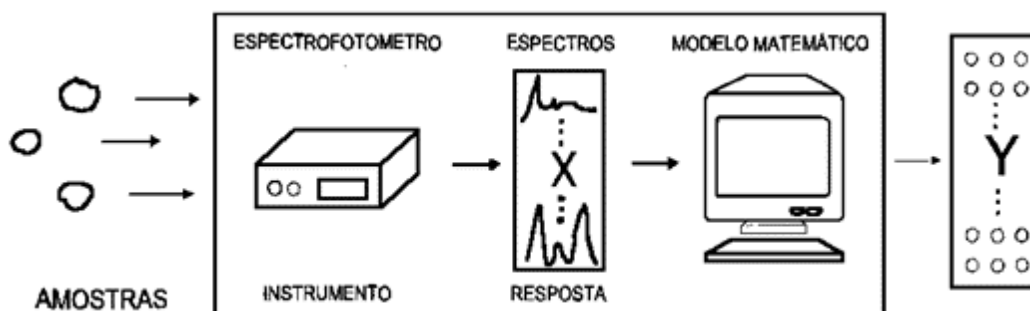 ESPECTROFOTOMETRO
ESPECTROS
MODELO MATEMÁTICO
X
Y
AMOSTRAS
INSTRUMENTO
RESPOSTA